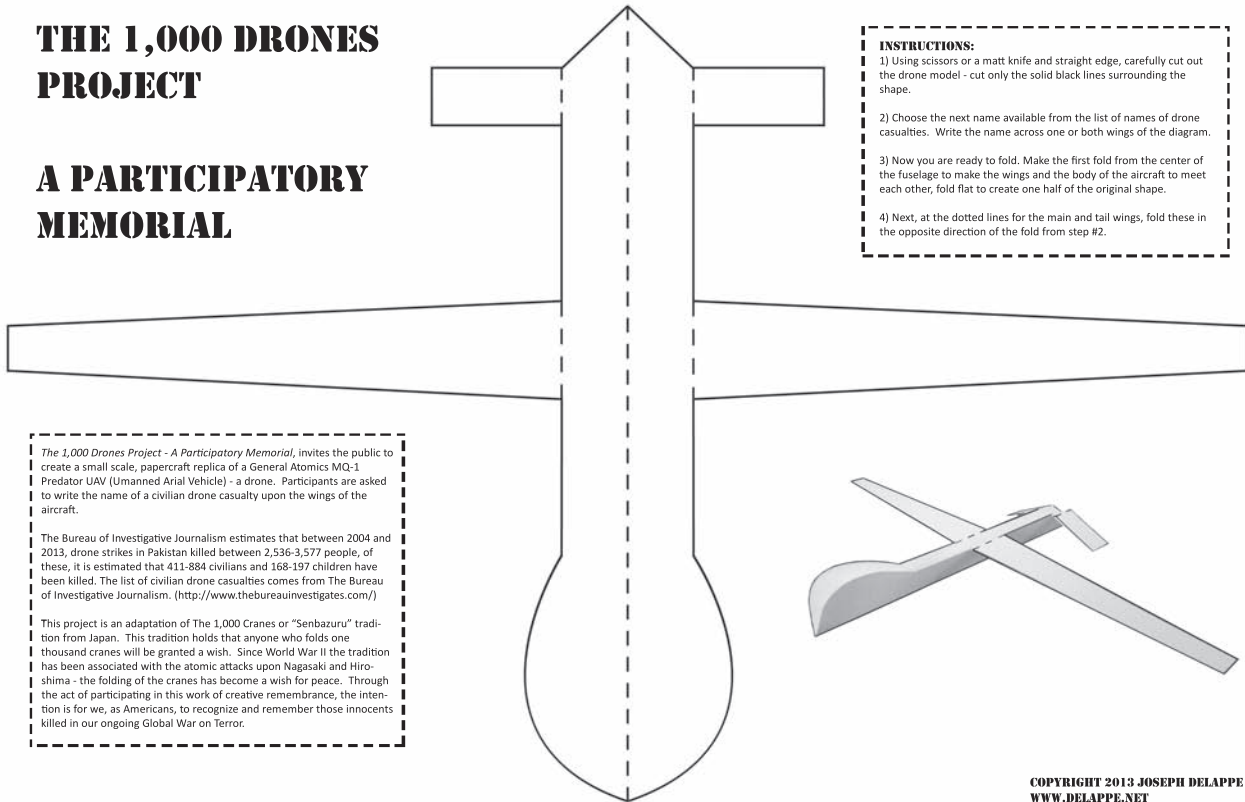 THE 1,000 DRONES
PROJECT
A PARTICIPATORY
MEMORIAL
INSTRUCTIONS:
1) Using scissors or a matt knife and straight edge, carefully cut out
the drone model - cut only the solid black lines surrounding the
shape.
2) Choose the next name available from the list of names of drone
casualties.  Write the name across one or both wings of the diagram.
3) Now you are ready to fold. Make the first fold from the center of
the fuselage to make the wings and the body of the aircraft to meet
each other, fold flat to create one half of the original shape.
4) Next, at the dotted lines for the main and tail wings, fold these in
the opposite direction of the fold from step #2.
The 1,000 Drones Project - A Participatory Memorial, invites the public to
create a small scale, papercraft replica of a General Atomics MQ-1
Predator UAV (Umanned Arial Vehicle) - a drone.  Participants are asked
to write the name of a civilian drone casualty upon the wings of the
aircraft.
The Bureau of Investigative Journalism estimates that between 2004 and
2013, drone strikes in Pakistan killed between 2,536-3,577 people, of
these, it is estimated that 411-884 civilians and 168-197 children have
been killed. The list of civilian drone casualties comes from The Bureau
of Investigative Journalism. (http://www.thebureauinvestigates.com/)
This project is an adaptation of The 1,000 Cranes or “Senbazuru” tradi-
tion from Japan.  This tradition holds that anyone who folds one
thousand cranes will be granted a wish.  Since World War II the tradition
has been associated with the atomic attacks upon Nagasaki and Hiro-
shima - the folding of the cranes has become a wish for peace.  Through
the act of participating in this work of creative remembrance, the inten-
tion is for we, as Americans, to recognize and remember those innocents
killed in our ongoing Global War on Terror.
COPYRIGHT 2013 JOSEPH DELAPPE
WWW.DELAPPE.NET